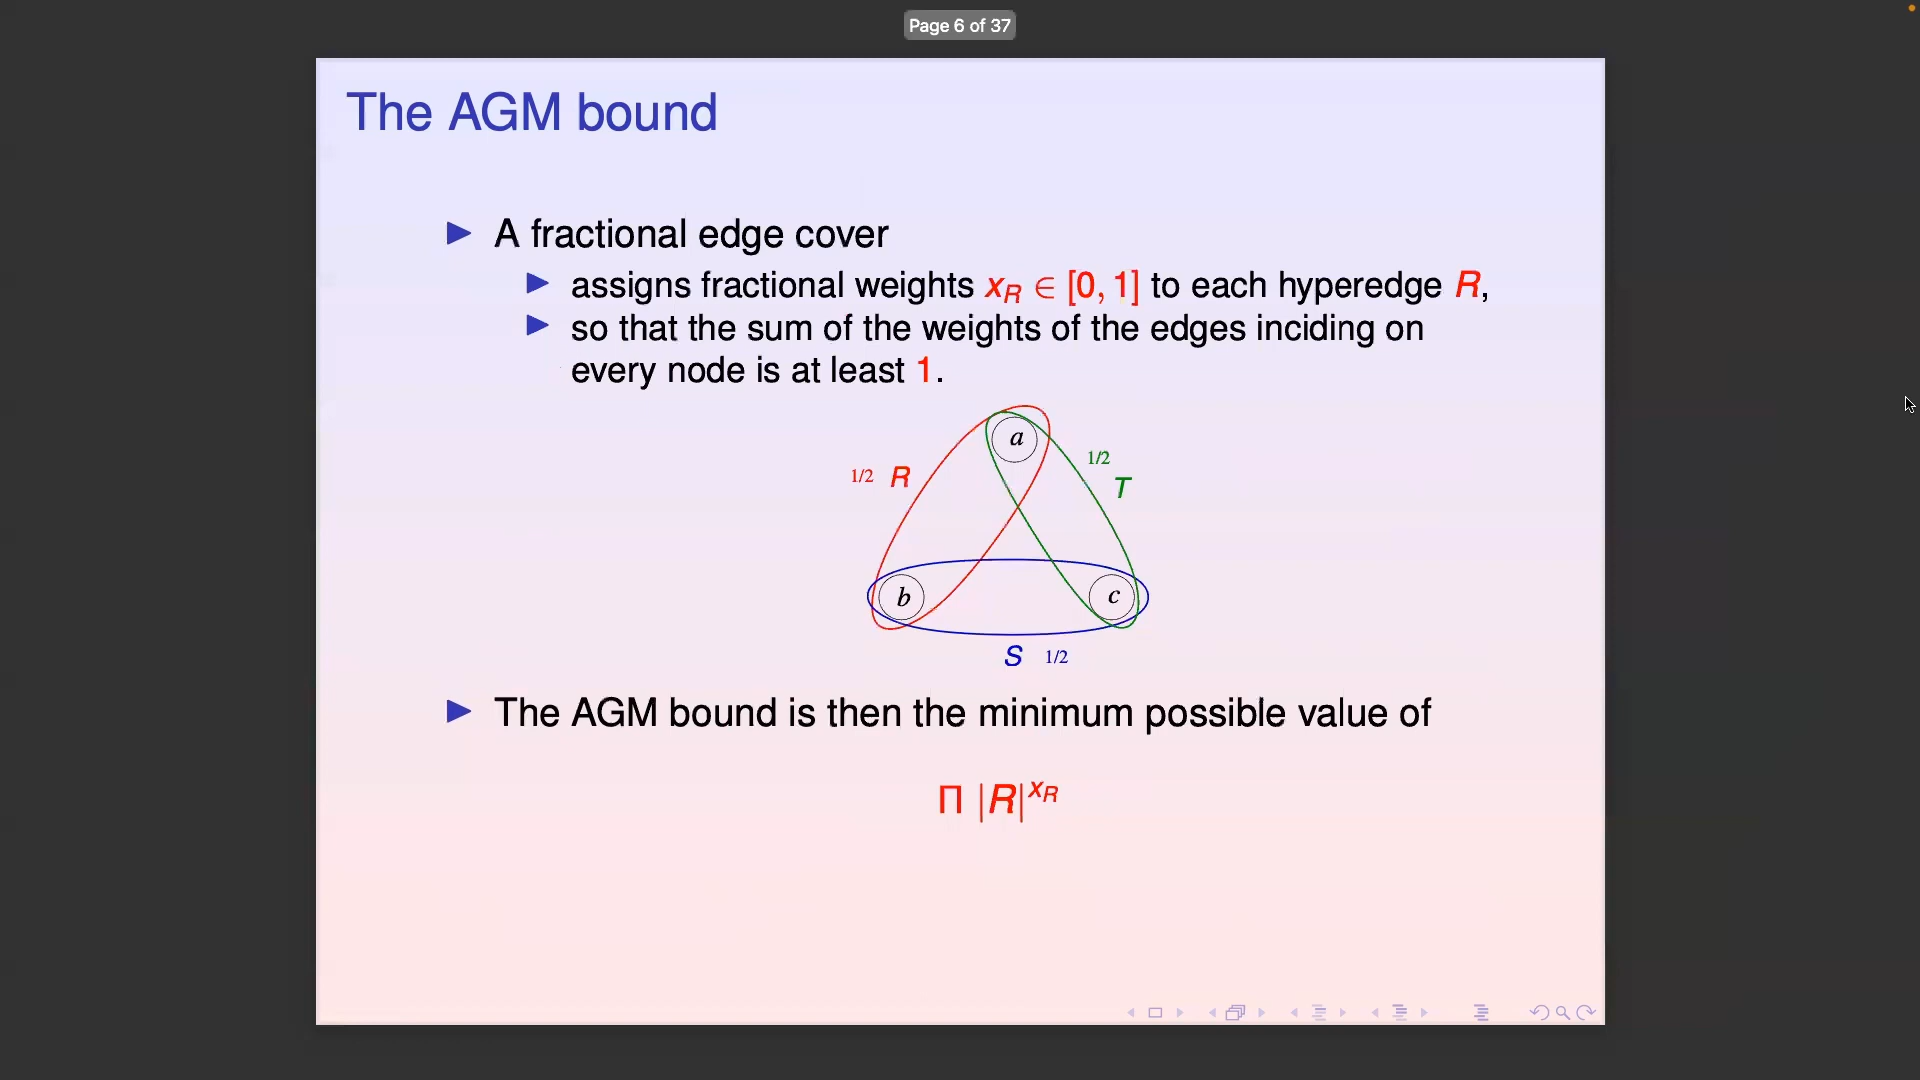 Page 6 of 37
The AGM bound
A fractional edge cover
assigns fractional weights x_R ∈ [0, 1] to each hyperedge R,
so that the sum of the weights of the edges inciding on
every node is at least 1.
a
1/2 R
1/2
T
b
c
S 1/2
The AGM bound is then the minimum possible value of
Π |R|^{x_R}